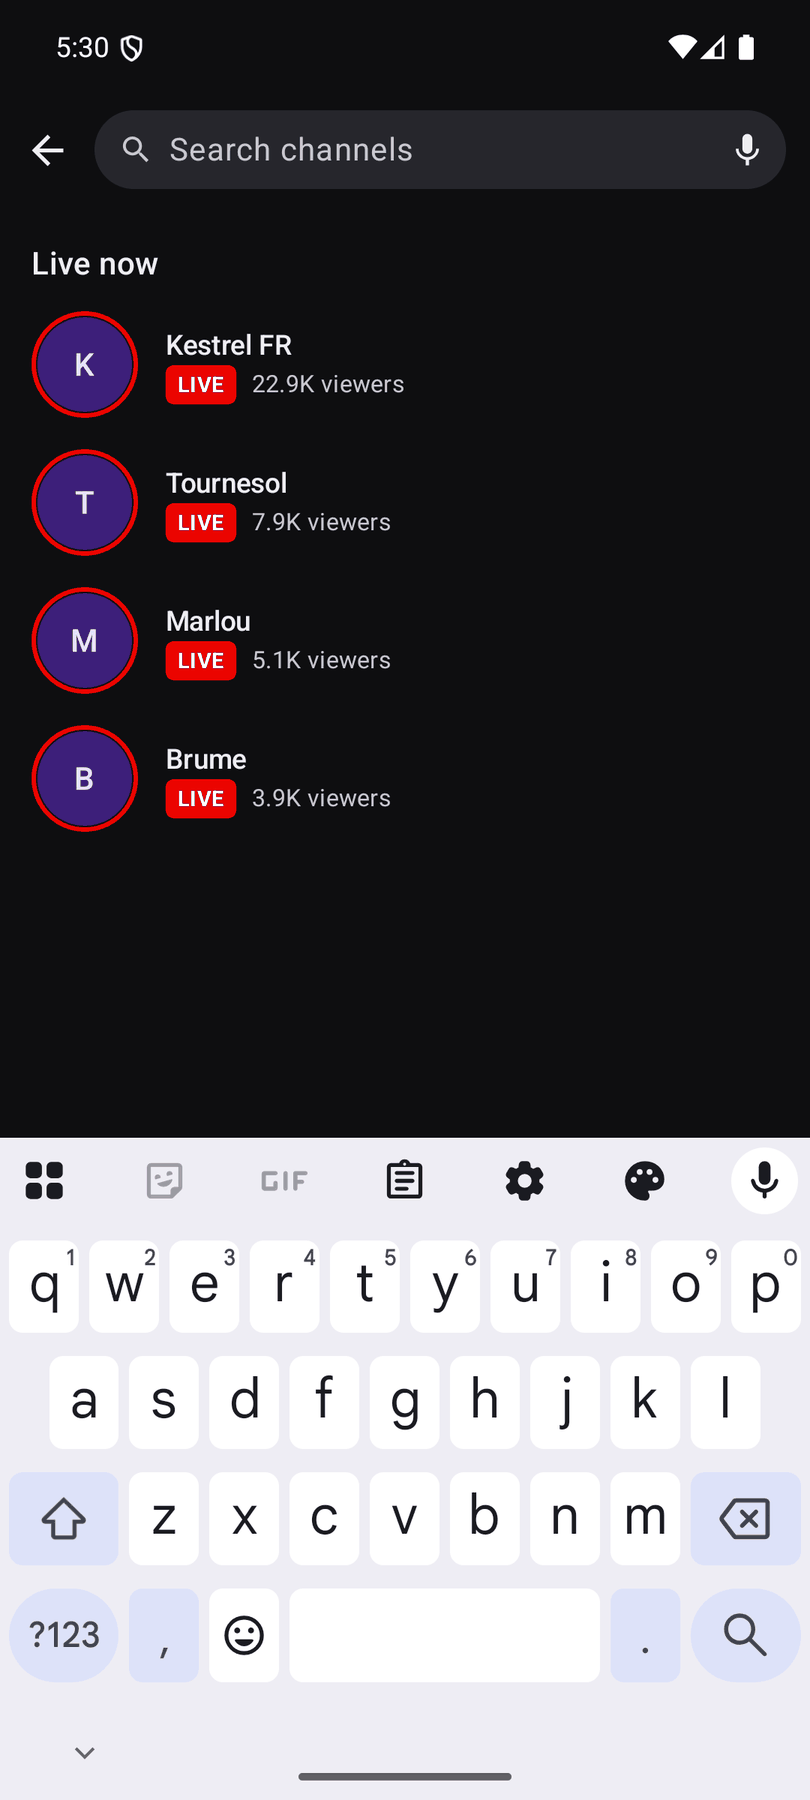 5:30
Search channels
Live now
K
Kestrel FR
LIVE 22.9K viewers
T
Tournesol
LIVE 7.9K viewers
M
Marlou
LIVE 5.1K viewers
B
Brume
LIVE 3.9K viewers
GIF
q1 w2 e3 r4 t5 y6 u7 i8 o9 p0
a s d f g h j k l
z x c v b n m
?123 , .